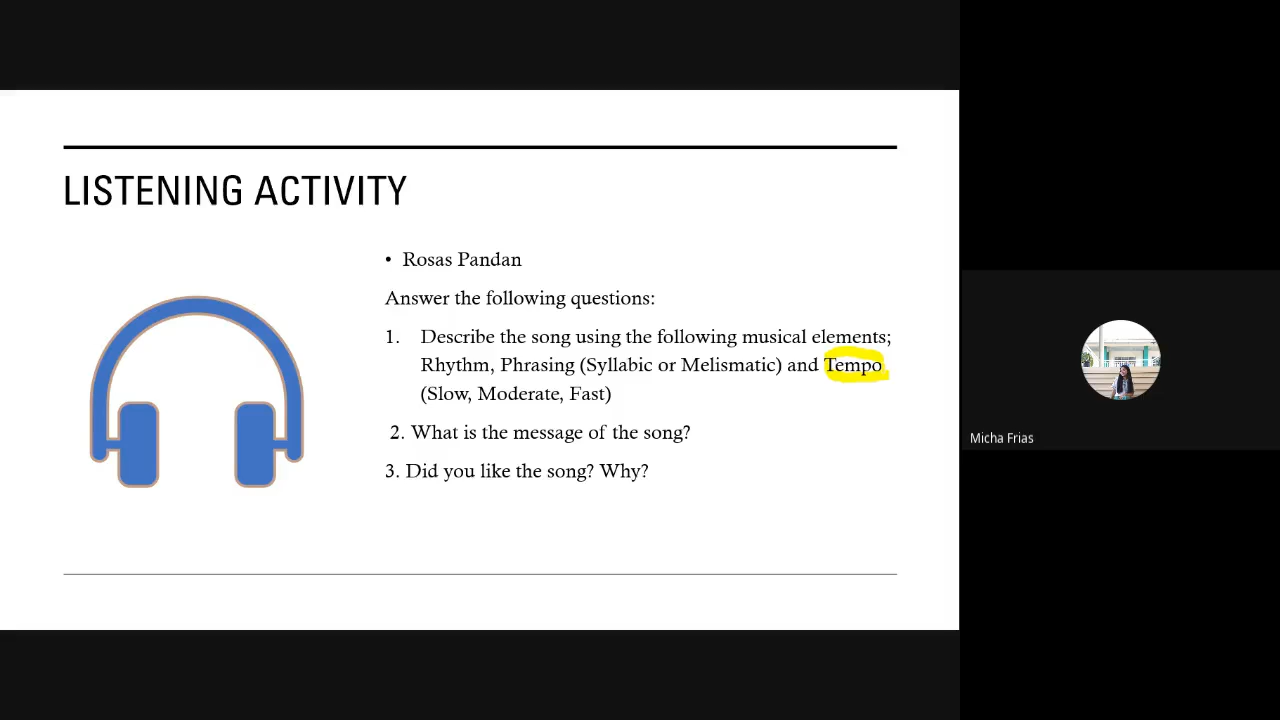 LISTENING ACTIVITY
• Rosas Pandan
Answer the following questions:
1. Describe the song using the following musical elements;
Rhythm, Phrasing (Syllabic or Melismatic) and Tempo
(Slow, Moderate, Fast)
2. What is the message of the song?
3. Did you like the song? Why?
Micha Frias